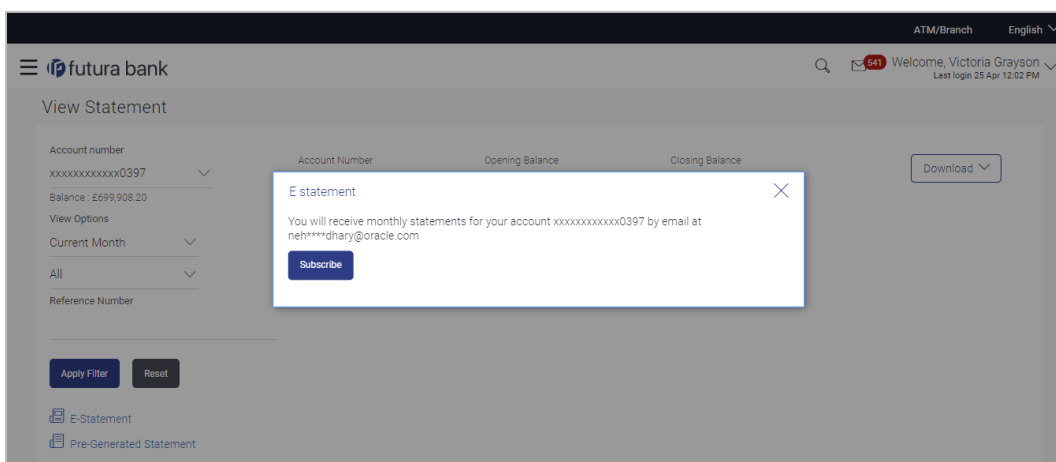 ATM/Branch English
futura bank
541 Welcome, Victoria Grayson
Last login 25 Apr 12:02 PM
View Statement
Account number
xxxxxxxxxxxx0397
Balance : £699,908.20
View Options
Current Month
All
Reference Number
Apply Filter Reset
E-Statement
Pre-Generated Statement
Account Number Opening Balance Closing Balance
Download
E statement
You will receive monthly statements for your account xxxxxxxxxxxx0397 by email at
neh****dhary@oracle.com
Subscribe